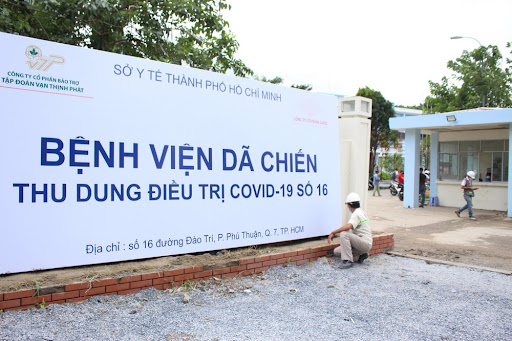 VTP
CÔNG TY CỔ PHẦN BẢO TRỢ
TẬP ĐOÀN VẠN THỊNH PHÁT
SỞ Y TẾ THÀNH PHỐ HỒ CHÍ MINH
BỆNH VIỆN DÃ CHIẾN
THU DUNG ĐIỀU TRỊ COVID-19 SỐ 16
Địa chỉ : số 16 đường Đào Trí, P. Phú Thuận, Q. 7, TP. HCM